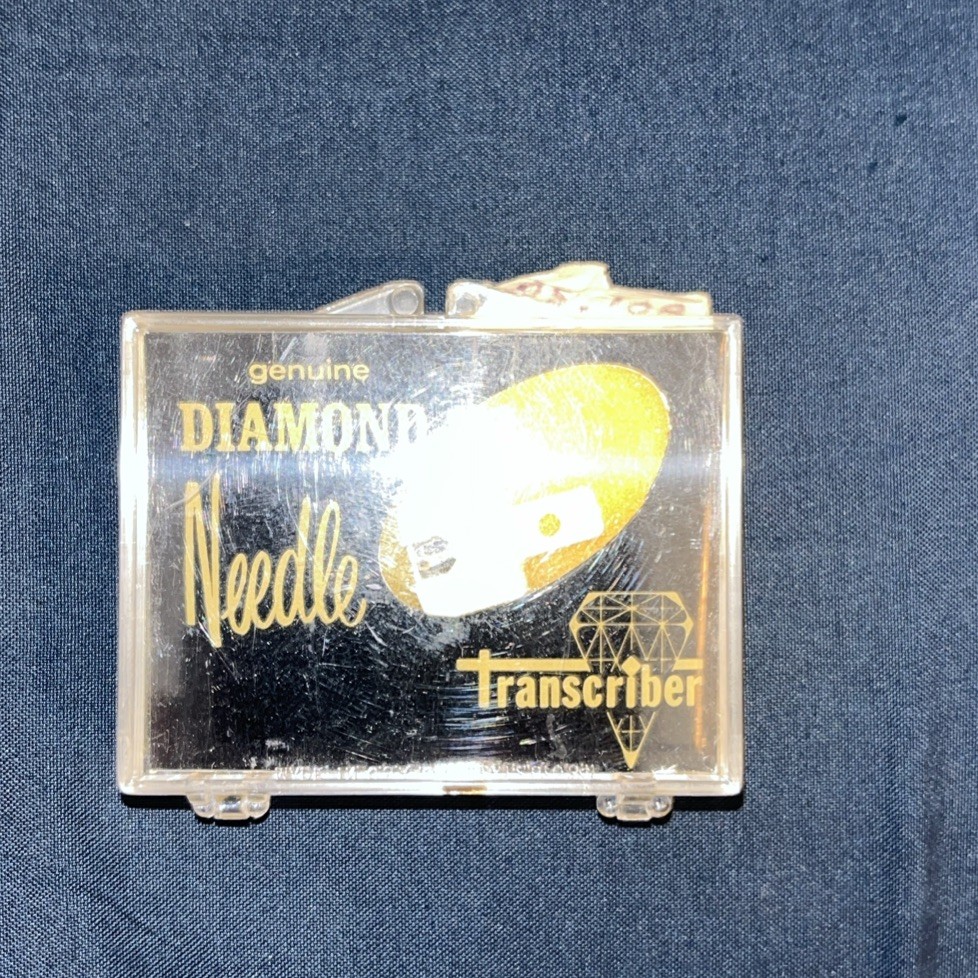 genuine
DIAMOND
Needle
Transcriber